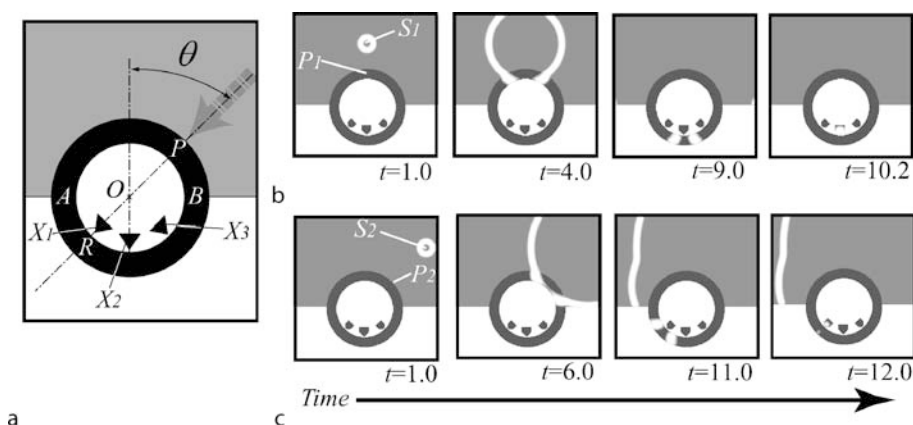 θ
P
A
O
B
X1
R
X3
X2
a
S1
P1
t=1.0
t=4.0
t=9.0
t=10.2
b
S2
P2
t=1.0
t=6.0
t=11.0
t=12.0
Time
c